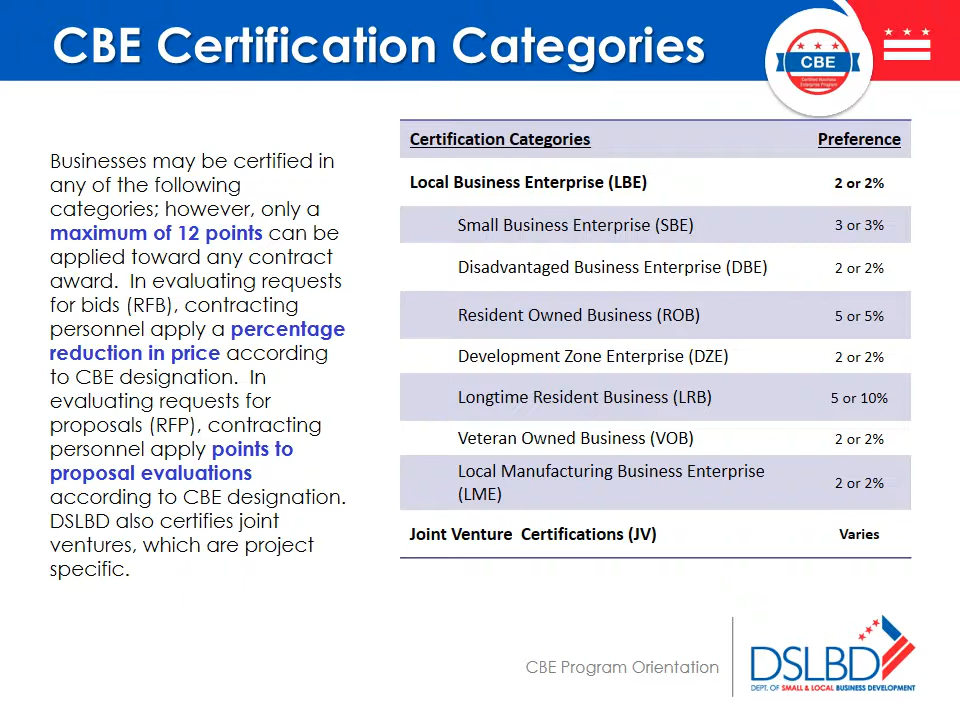 CBE Certification Categories
CBE
Certified Business
Enterprise Program
Businesses may be certified in
any of the following
categories; however, only a
maximum of 12 points can be
applied toward any contract
award.  In evaluating requests
for bids (RFB), contracting
personnel apply a percentage
reduction in price according
to CBE designation.  In
evaluating requests for
proposals (RFP), contracting
personnel apply points to
proposal evaluations
according to CBE designation.
DSLBD also certifies joint
ventures, which are project
specific.
Certification Categories Preference
Local Business Enterprise (LBE) 2 or 2%
Small Business Enterprise (SBE) 3 or 3%
Disadvantaged Business Enterprise (DBE) 2 or 2%
Resident Owned Business (ROB) 5 or 5%
Development Zone Enterprise (DZE) 2 or 2%
Longtime Resident Business (LRB) 5 or 10%
Veteran Owned Business (VOB) 2 or 2%
Local Manufacturing Business Enterprise
(LME) 2 or 2%
Joint Venture  Certifications (JV) Varies
CBE Program Orientation
DSLBD
DEPT. OF SMALL & LOCAL BUSINESS DEVELOPMENT